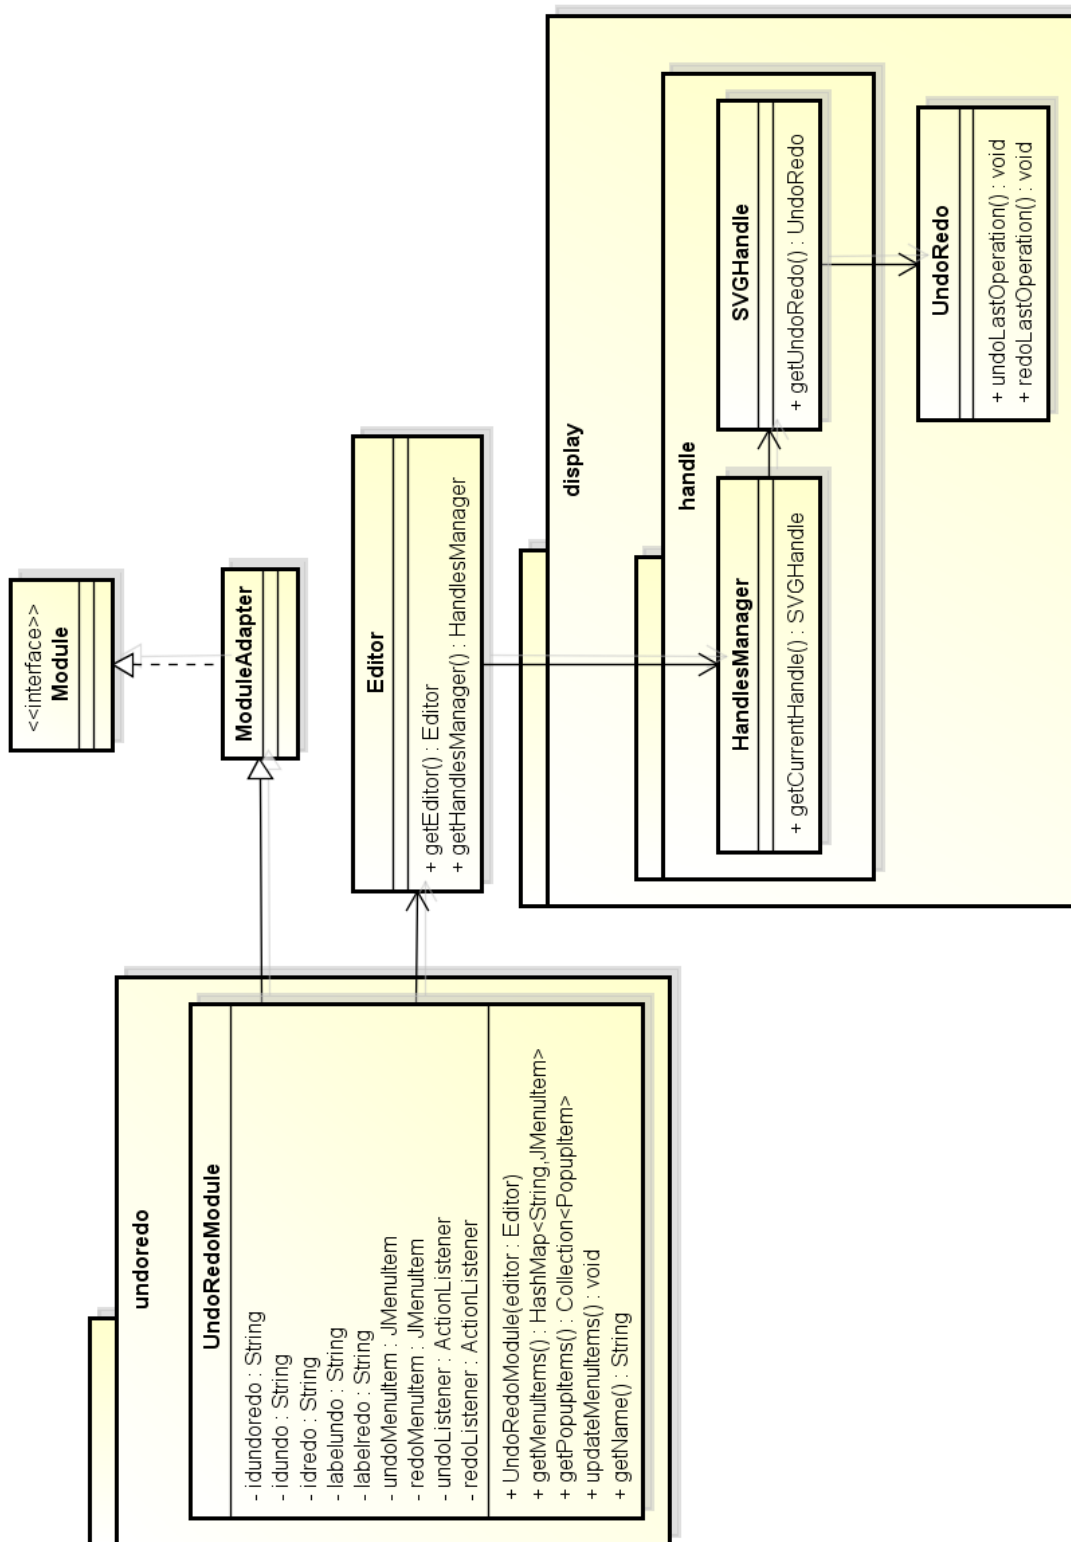 <<interface>>
Module
ModuleAdapter
Editor
+ getEditor() : Editor
+ getHandlesManager() : HandlesManager
undoredo
UndoRedoModule
- idundoredo : String
- idundo : String
- idredo : String
- labelundo : String
- labelredo : String
- undoMenuItem : JMenuItem
- redoMenuItem : JMenuItem
- undoListener : ActionListener
- redoListener : ActionListener
+ UndoRedoModule(editor : Editor)
+ getMenuItems() : HashMap<String,JMenuItem>
+ getPopupItems() : Collection<PopupItem>
+ updateMenuItems() : void
+ getName() : String
display
handle
HandlesManager
+ getCurrentHandle() : SVGHandle
SVGHandle
+ getUndoRedo() : UndoRedo
UndoRedo
+ undoLastOperation() : void
+ redoLastOperation() : void